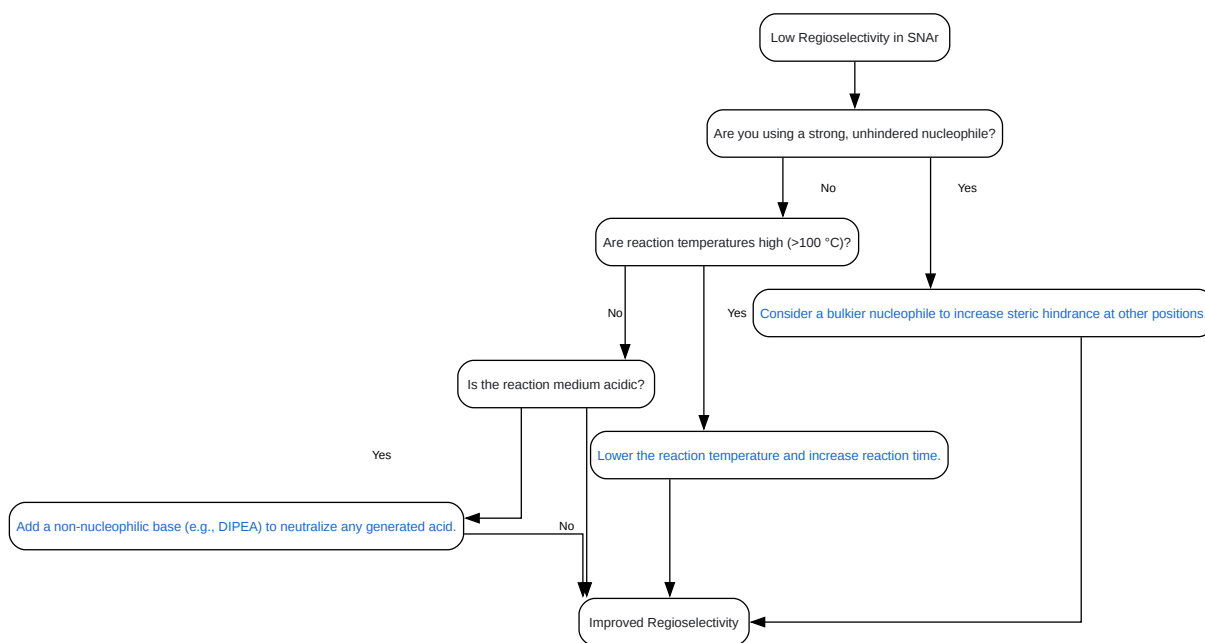 Low Regioselectivity in SNAr
Are you using a strong, unhindered nucleophile?
No
Yes
Are reaction temperatures high (>100 °C)?
No
Yes
Consider a bulkier nucleophile to increase steric hindrance at other positions.
Is the reaction medium acidic?
Yes
Lower the reaction temperature and increase reaction time.
Add a non-nucleophilic base (e.g., DIPEA) to neutralize any generated acid.
No
Improved Regioselectivity